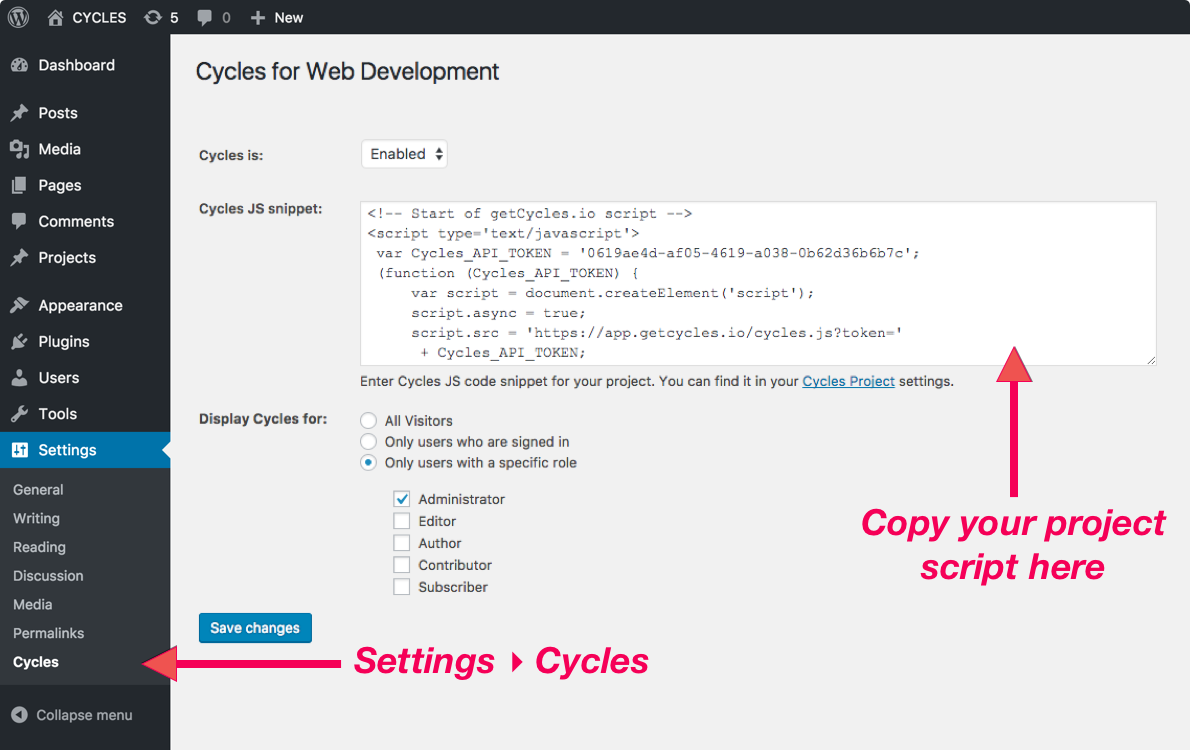 CYCLES 5 0 New
Dashboard
Posts
Media
Pages
Comments
Projects
Appearance
Plugins
Users
Tools
Settings
General
Writing
Reading
Discussion
Media
Permalinks
Cycles
Collapse menu
Cycles for Web Development
Cycles is: Enabled
Cycles JS snippet:
<!-- Start of getCycles.io script -->
<script type='text/javascript'>
var Cycles_API_TOKEN = '0619ae4d-af05-4619-a038-0b62d36b6b7c';
(function (Cycles_API_TOKEN) {
var script = document.createElement('script');
script.async = true;
script.src = 'https://app.getcycles.io/cycles.js?token='
+ Cycles_API_TOKEN;
Enter Cycles JS code snippet for your project. You can find it in your Cycles Project settings.
Display Cycles for:
All Visitors
Only users who are signed in
Only users with a specific role
Administrator
Editor
Author
Contributor
Subscriber
Save changes
Copy your project
script here
Settings ▸ Cycles